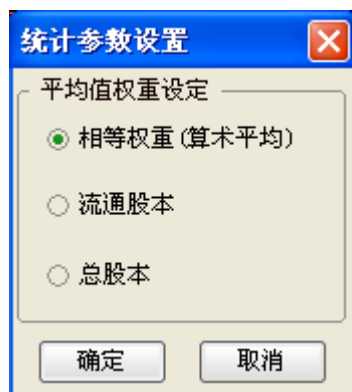 统计参数设置
平均值权重设定
相等权重(算术平均)
流通股本
总股本
确定 取消